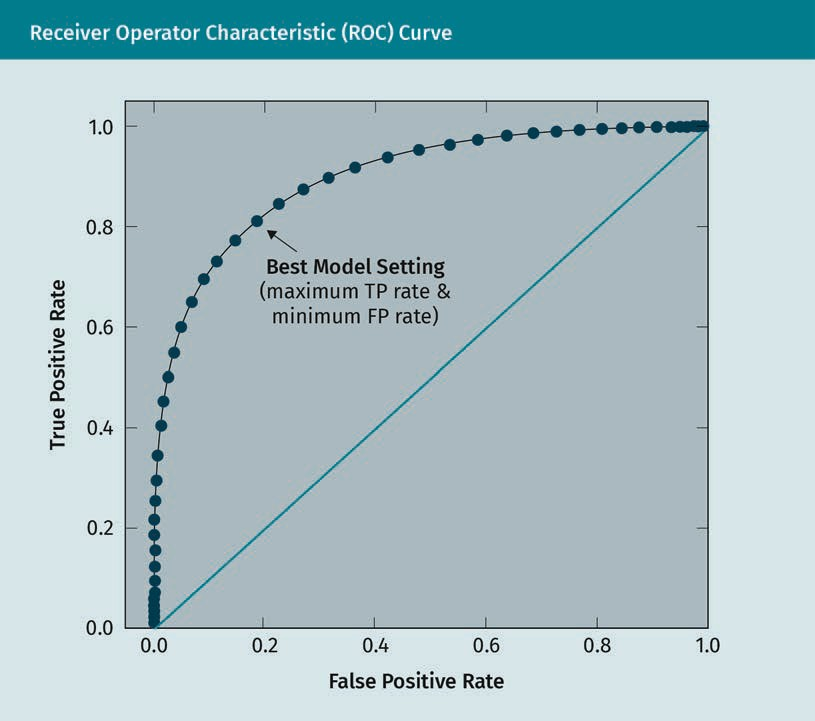 Receiver Operator Characteristic (ROC) Curve
1.0
0.8
Best Model Setting
(maximum TP rate &
minimum FP rate)
0.6
True Positive Rate
0.4
0.2
0.0
0.0 0.2 0.4 0.6 0.8 1.0
False Positive Rate